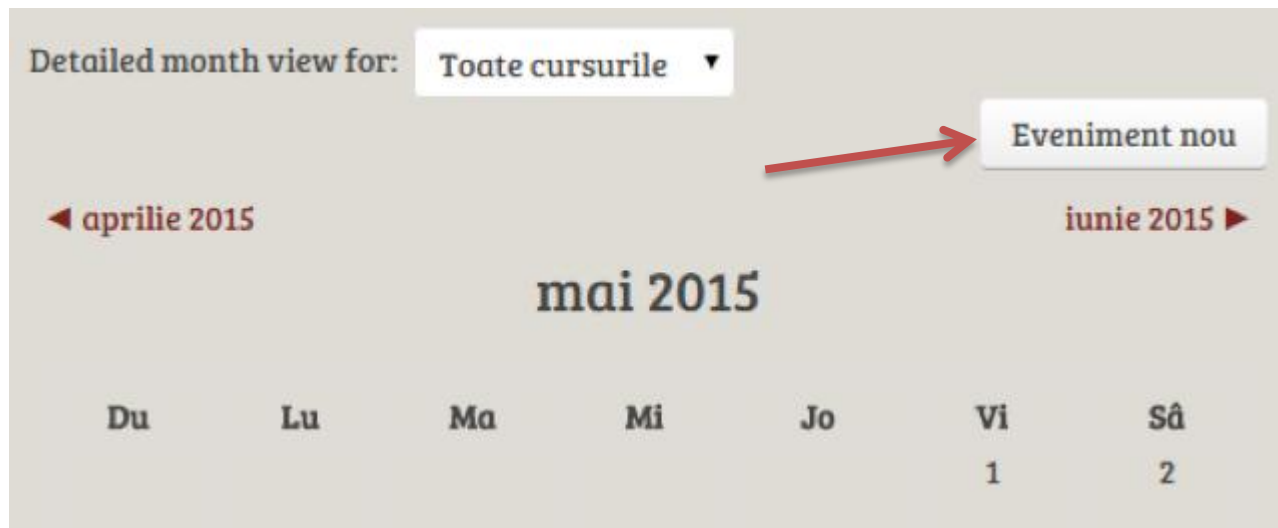 Detailed month view for: Toate cursurile ▼
Eveniment nou
◀ aprilie 2015 iunie 2015 ▶
mai 2015
Du Lu Ma Mi Jo Vi Sâ
1 2